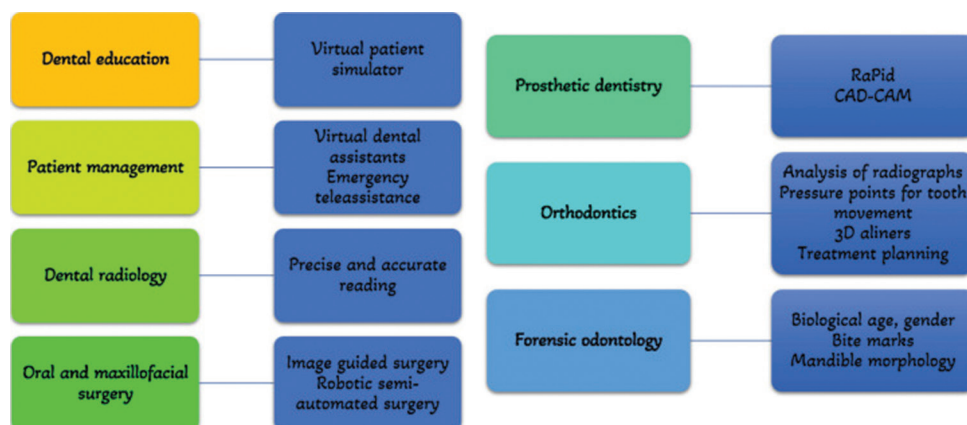 Dental education
Virtual patient
simulator
Patient management
Virtual dental
assistants
Emergency
teleassistance
Dental radiology
Precise and accurate
reading
Oral and maxillofacial
surgery
Image guided surgery
Robotic semi-
automated surgery
Prosthetic dentistry
RaPid
CAD-CAM
Orthodontics
Analysis of radiographs
Pressure points for tooth
movement
3D aliners
Treatment planning
Forensic odontology
Biological age, gender
Bite marks
Mandible morphology